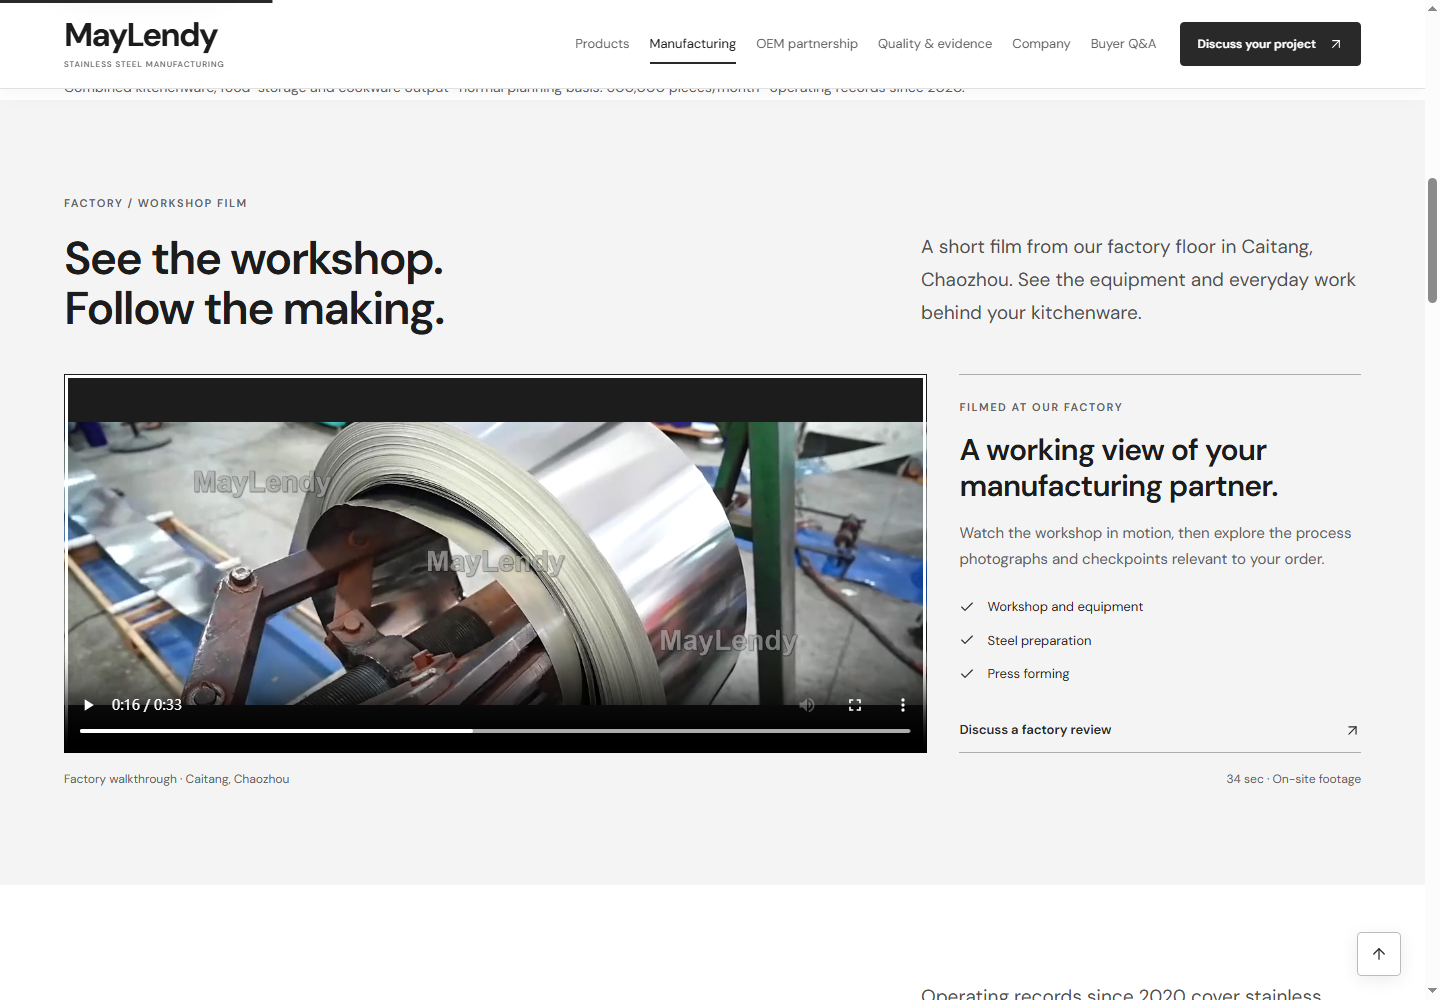 MayLendy
STAINLESS STEEL MANUFACTURING
Products
Manufacturing
OEM partnership
Quality & evidence
Company
Buyer Q&A
Discuss your project
FACTORY / WORKSHOP FILM
See the workshop.
Follow the making.
A short film from our factory floor in Caitang,
Chaozhou. See the equipment and everyday work
behind your kitchenware.
MayLendy
MayLendy
MayLendy
0:16 / 0:33
FILMED AT OUR FACTORY
A working view of your
manufacturing partner.
Watch the workshop in motion, then explore the process
photographs and checkpoints relevant to your order.
Workshop and equipment
Steel preparation
Press forming
Discuss a factory review
Factory walkthrough · Caitang, Chaozhou
34 sec · On-site footage
Operating records since 2020 cover stainless